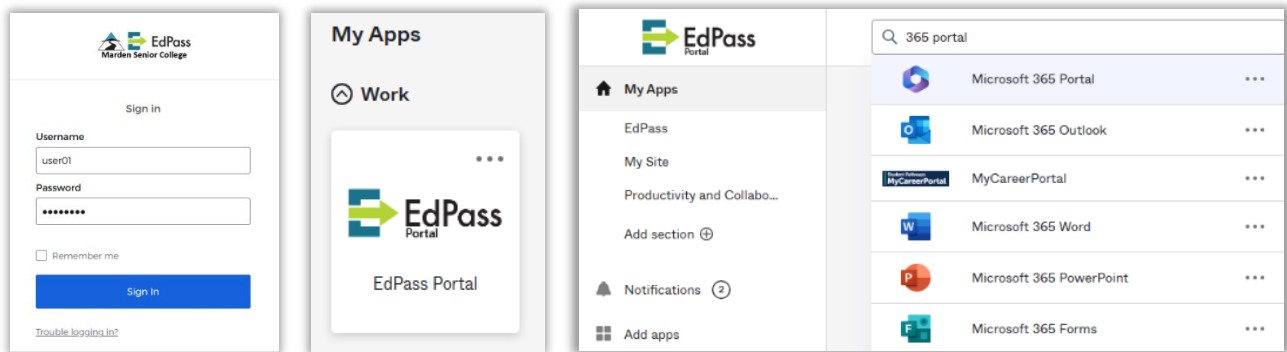 EdPass
Marden Senior College
Sign in
Username
user01
Password
••••••••
Remember me
Sign In
Trouble logging in?
My Apps
Work
EdPass
Portal
EdPass Portal
EdPass
Portal
My Apps
EdPass
My Site
Productivity and Collabo...
Add section
Notifications 2
Add apps
365 portal
Microsoft 365 Portal
Microsoft 365 Outlook
Student Pathways
MyCareerPortal
MyCareerPortal
Microsoft 365 Word
Microsoft 365 PowerPoint
Microsoft 365 Forms